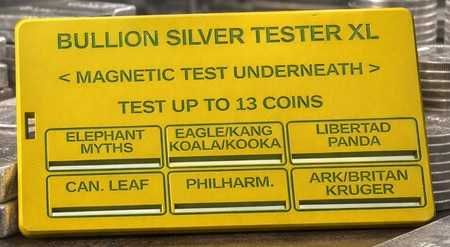 BULLION SILVER TESTER XL
< MAGNETIC TEST UNDERNEATH >
TEST UP TO 13 COINS
ELEPHANT
MYTHS
EAGLE/KANG
KOALA/KOOKA
LIBERTAD
PANDA
CAN. LEAF
PHILHARM.
ARK/BRITAN
KRUGER